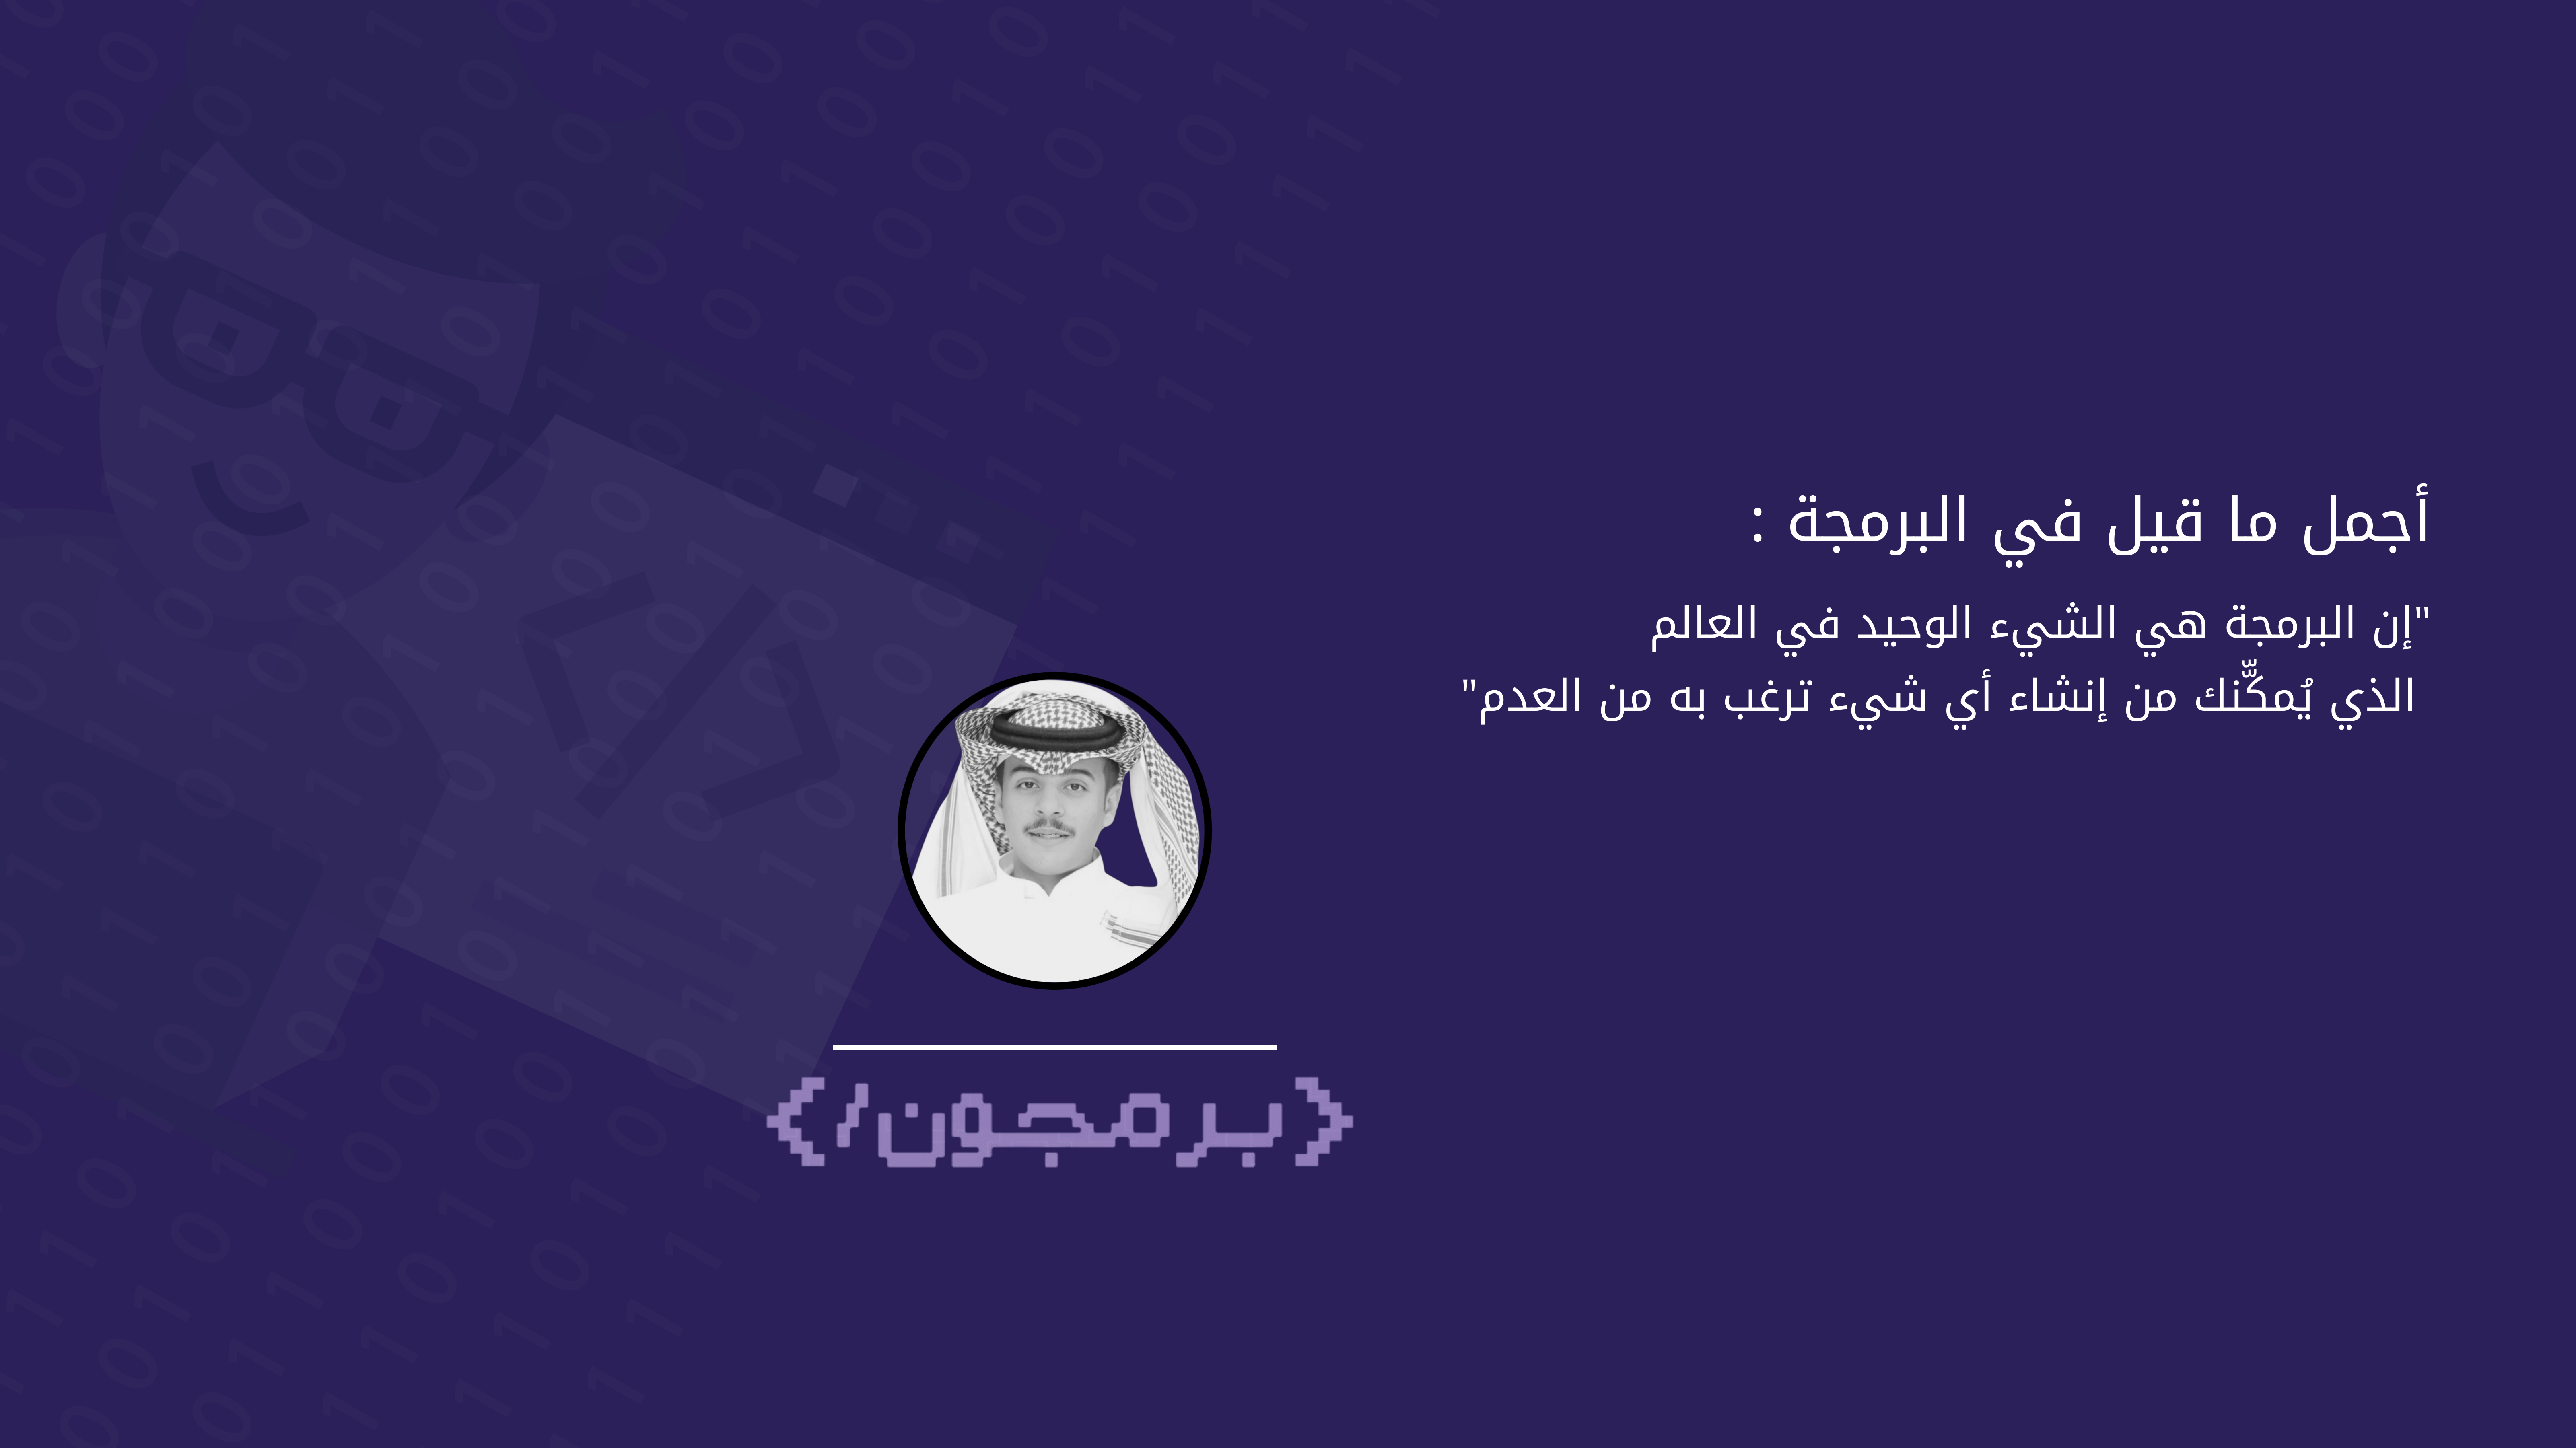 أجمل ما قيل في البرمجة :
"إن البرمجة هي الشيء الوحيد في العالم
الذي يُمكّنك من إنشاء أي شيء ترغب به من العدم"
<برمجون/>